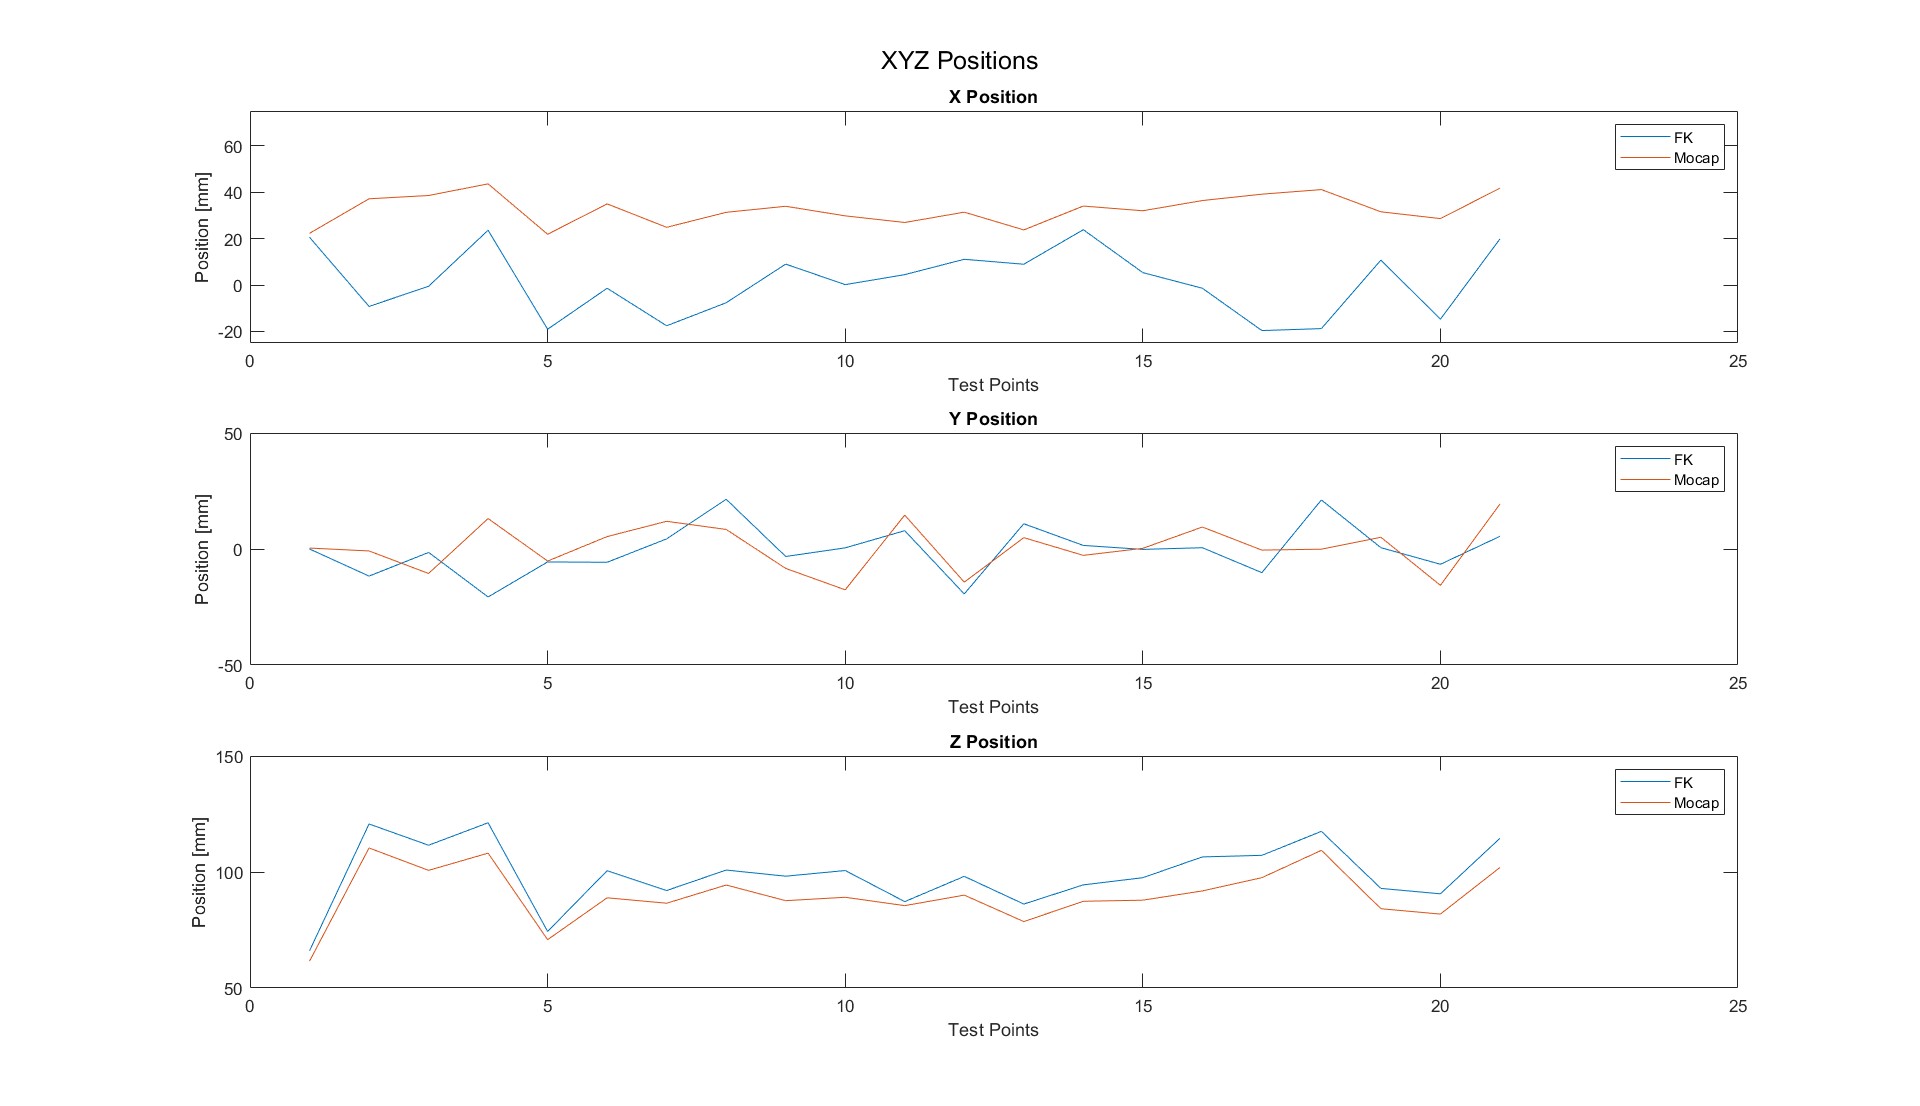 XYZ Positions
X Position
FK
Mocap
60
40
20
0
-20
Position [mm]
0 5 10 15 20 25
Test Points
Y Position
FK
Mocap
50
0
-50
Position [mm]
0 5 10 15 20 25
Test Points
Z Position
FK
Mocap
150
100
50
Position [mm]
0 5 10 15 20 25
Test Points